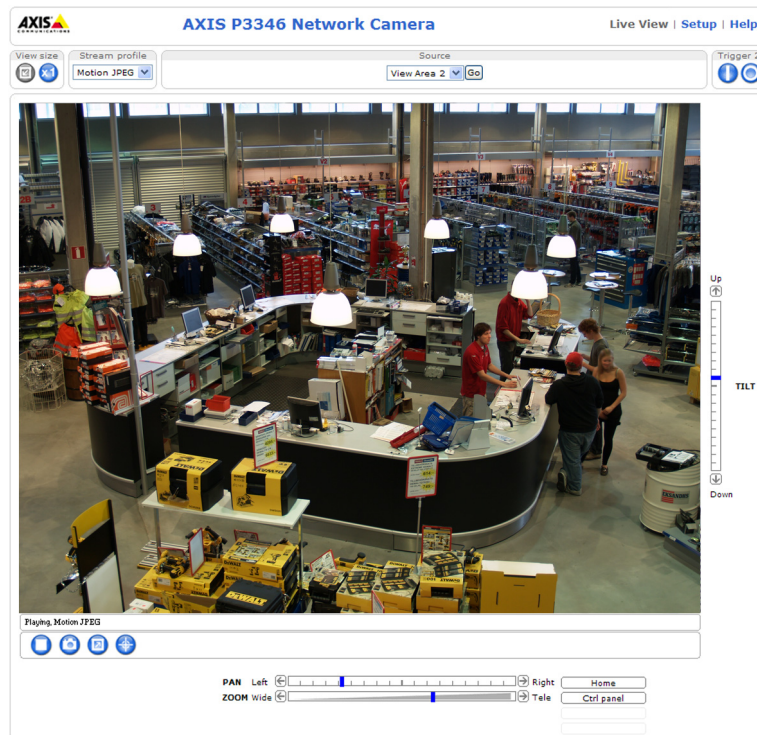 AXIS
COMMUNICATIONS
AXIS P3346 Network Camera
Live View | Setup | Help
View size
Stream profile
Source
Trigger
x1
Motion JPEG
View Area 2
Go
DEWALT
DEWALT
DEWALT
Up
TILT
Down
Playing, Motion JPEG
PAN Left
Right
Home
ZOOM Wide
Tele
Ctrl panel